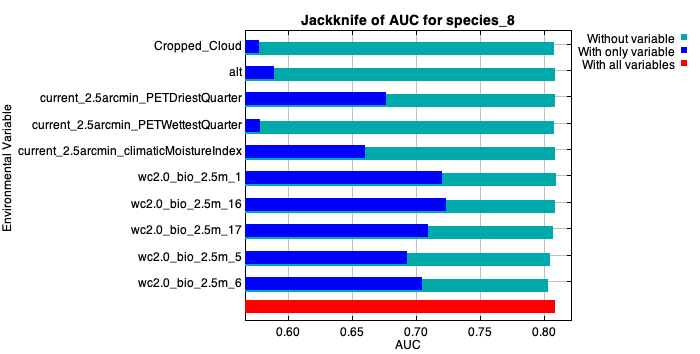 Jackknife of AUC for species_8
Without variable
With only variable
With all variables
Environmental Variable
Cropped_Cloud
alt
current_2.5arcmin_PETDriestQuarter
current_2.5arcmin_PETWettestQuarter
current_2.5arcmin_climaticMoistureIndex
wc2.0_bio_2.5m_1
wc2.0_bio_2.5m_16
wc2.0_bio_2.5m_17
wc2.0_bio_2.5m_5
wc2.0_bio_2.5m_6
0.60 0.65 0.70 0.75 0.80
AUC